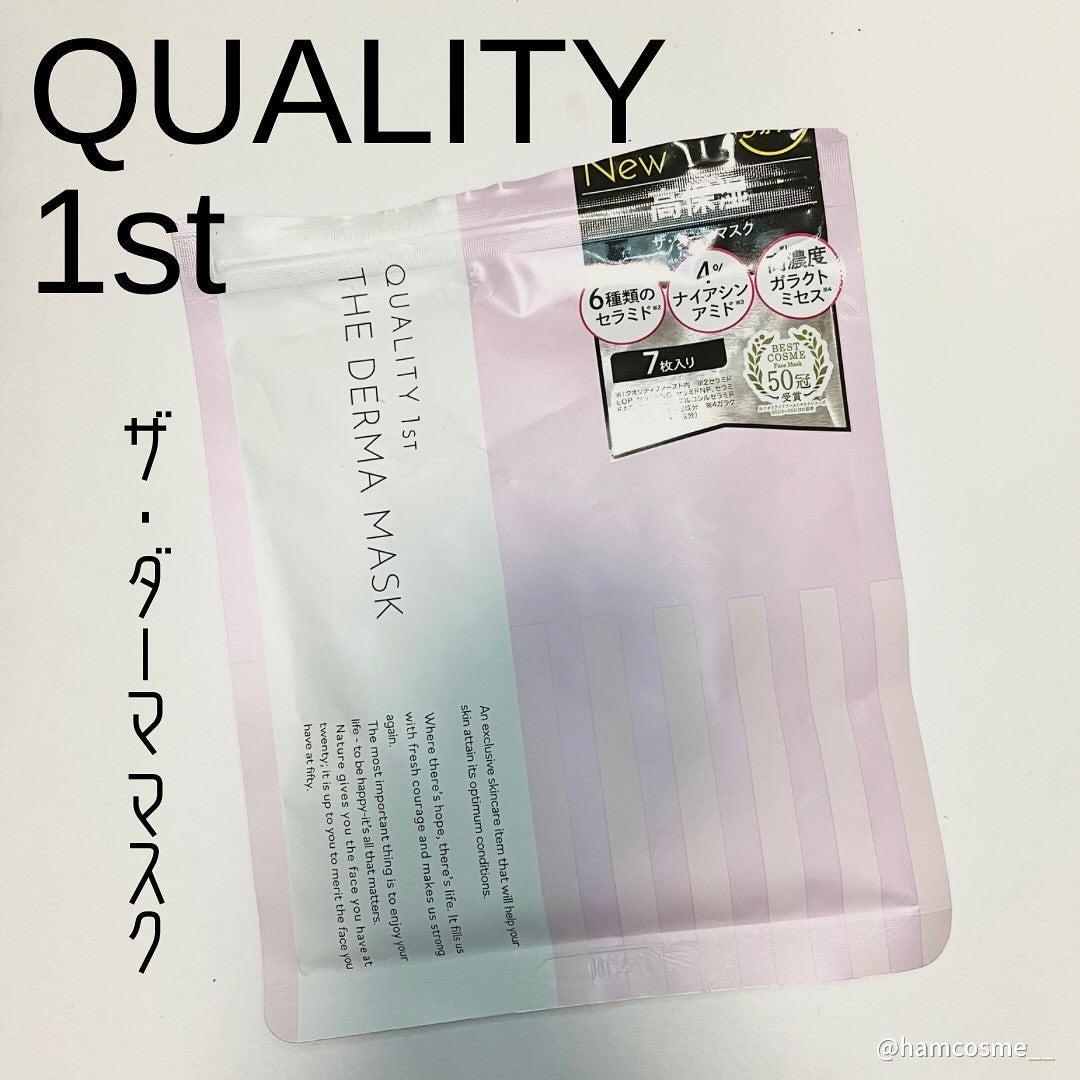 QUALITY
1st
ザ・ダーママスク
New
高保湿
ザ・ マスク
6種類の
セラミド※2
4%
ナイアシン
アミド※3
高濃度
ガラクト
ミセス※4
7枚入り
BEST
COSME
Face Mask
50冠
受賞
QUALITY 1ST
THE DERMA MASK
An exclusive skincare item that will help your
skin attain its optimum conditions.
Where there's hope, there's life. It fills us
with fresh courage and makes us strong
again.
The most important thing is to enjoy your
life - to be happy-it's all that matters.
Nature gives you the face you have at
twenty; it is up to you to merit the face you
have at fifty.
@hamcosme__